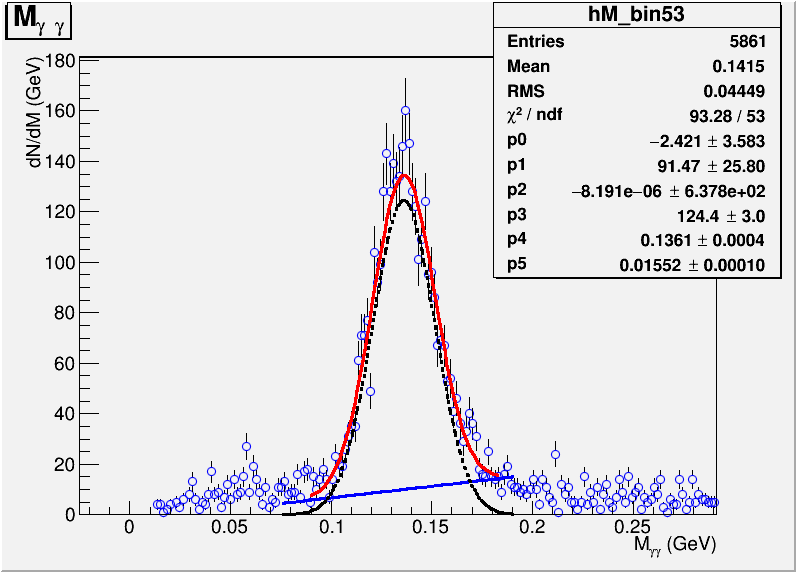 M γ γ
hM_bin53
Entries 5861
Mean 0.1415
RMS 0.04449
χ² / ndf 93.28 / 53
p0 −2.421 ± 3.583
p1 91.47 ± 25.80
p2 −8.191e−06 ± 6.378e+02
p3 124.4 ± 3.0
p4 0.1361 ± 0.0004
p5 0.01552 ± 0.00010
dN/dM (GeV)
180
160
140
120
100
80
60
40
20
0
0 0.05 0.1 0.15 0.2 0.25
Mγγ (GeV)